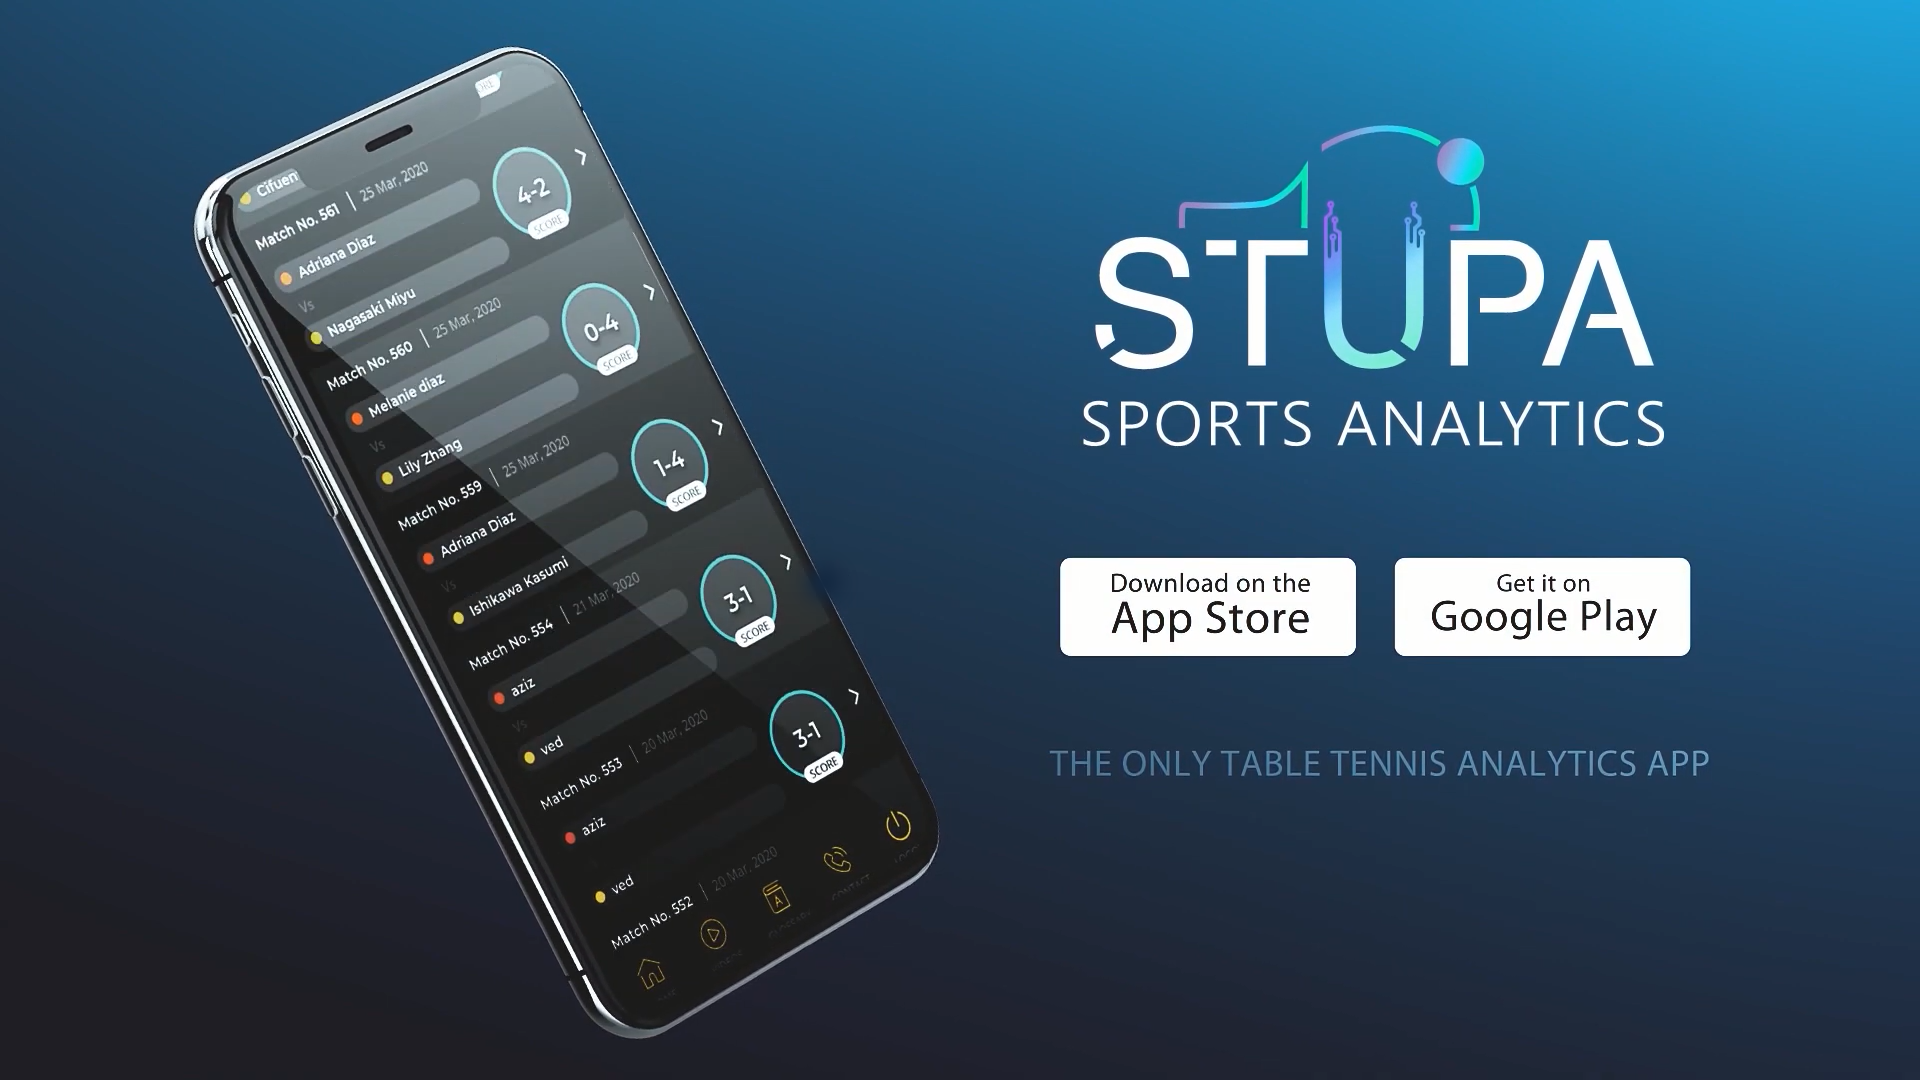 Cifuen
Match No. 561 | 25 Mar, 2020
Adriana Diaz
Vs
Nagasaki Miyu
4-2
SCORE
Match No. 560 | 25 Mar, 2020
Melanie diaz
Vs
Lily Zhang
0-4
SCORE
Match No. 559 | 25 Mar, 2020
Adriana Diaz
Vs
Ishikawa Kasumi
1-4
SCORE
Match No. 554 | 21 Mar, 2020
aziz
Vs
ved
3-1
SCORE
Match No. 553 | 20 Mar, 2020
aziz
ved
3-1
SCORE
Match No. 552 | 20 Mar, 2020
CONTACT
STUPA
SPORTS ANALYTICS
Download on the
App Store
Get it on
Google Play
THE ONLY TABLE TENNIS ANALYTICS APP